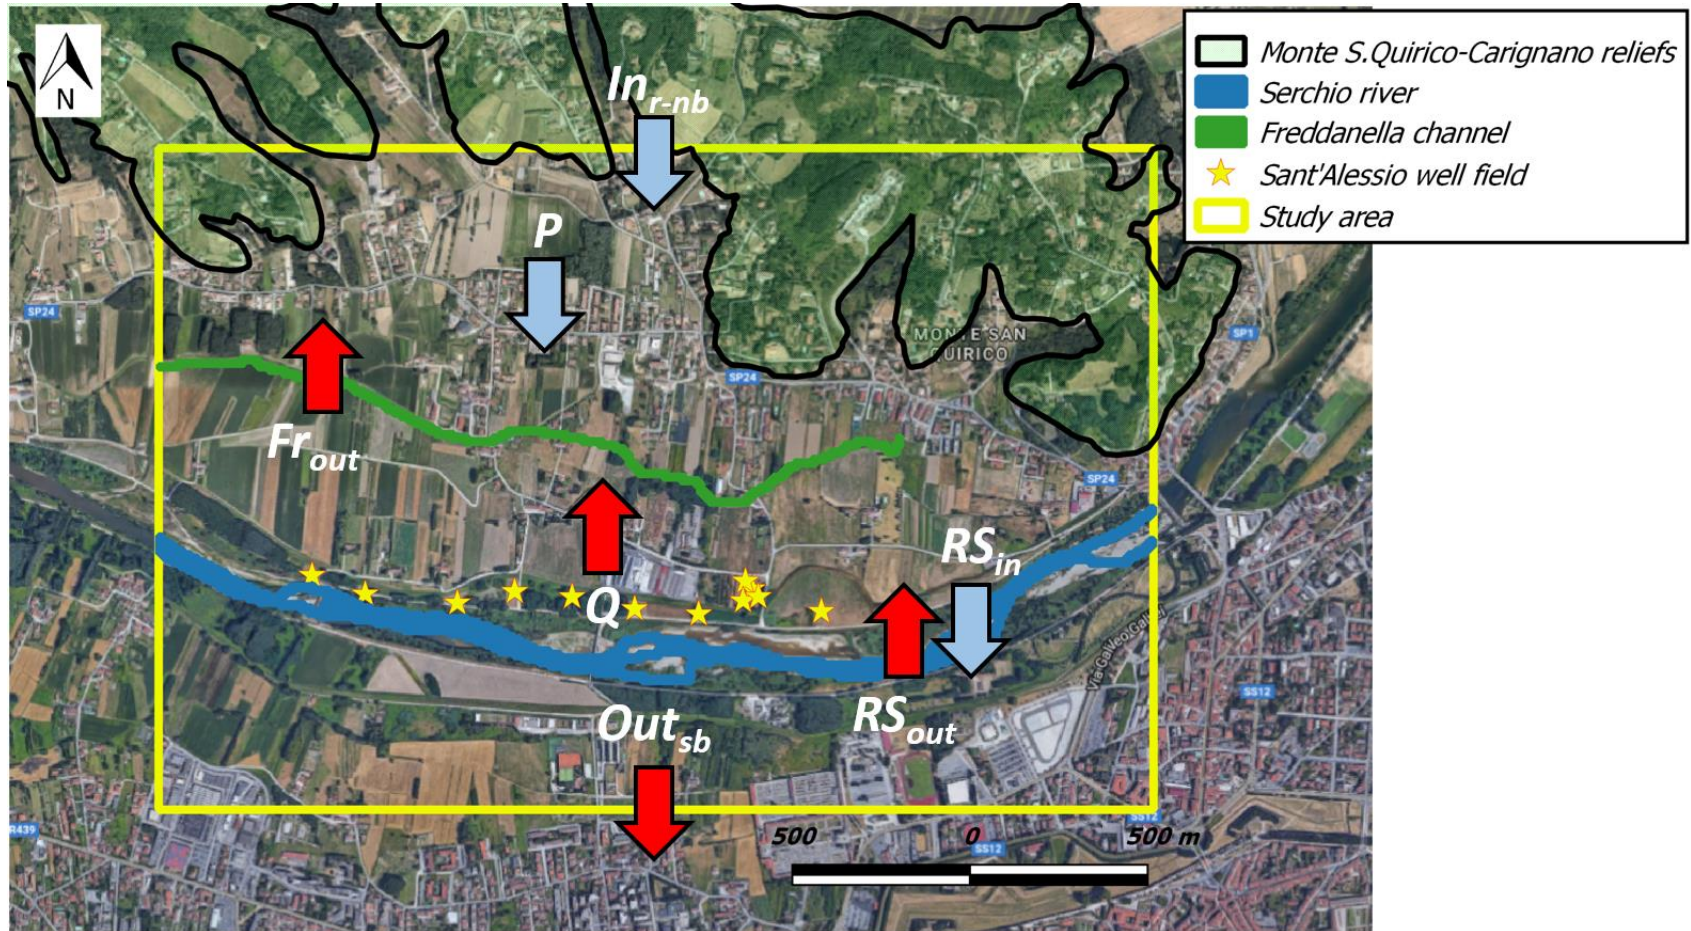 N
In r-nb
P
SP24
Fr out
MONTE SAN
QUIRICO
SP24
SP1
SP24
RS in
Q
RS out
Out sb
Via Galileo Galilei
SS12
R439
SS12
SS12
500 0 500 m
Monte S.Quirico-Carignano reliefs
Serchio river
Freddanella channel
Sant'Alessio well field
Study area